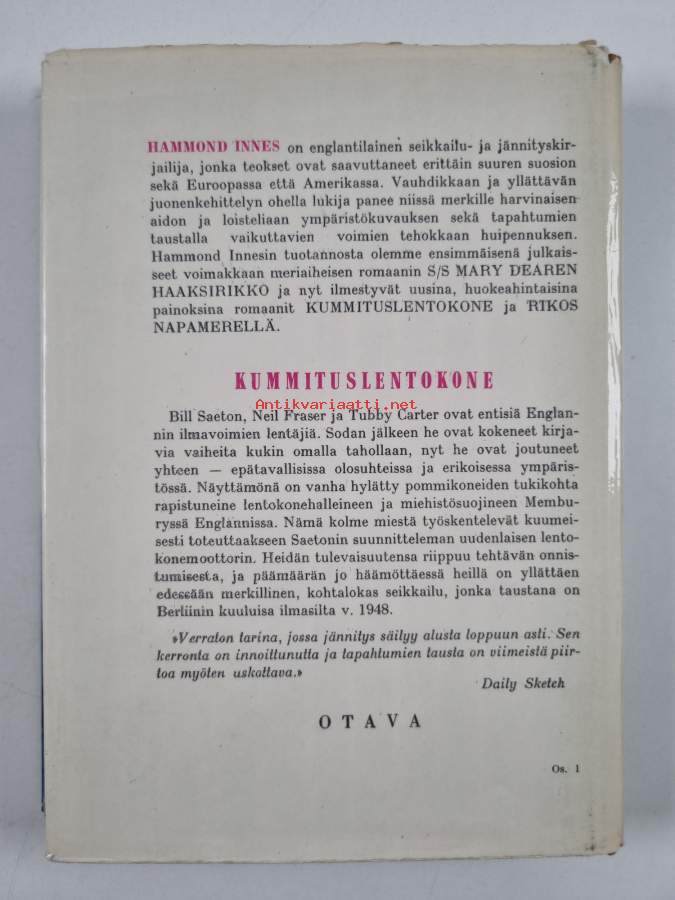 HAMMOND INNES on englantilainen seikkailu- ja jännityskir-
jailija, jonka teokset ovat saavuttaneet erittäin suuren suosion
sekä Euroopassa että Amerikassa. Vauhdikkaan ja yllättävän
juonenkehittelyn ohella lukija panee niissä merkille harvinaisen
aidon ja loisteliaan ympäristökuvauksen sekä tapahtumien
taustalla vaikuttavien voimien tehokkaan huipennuksen.
Hammond Innesin tuotannosta olemme ensimmäisenä julkais-
seet voimakkaan meriaiheisen romaanin S/S MARY DEAREN
HAAKSIRIKKO ja nyt ilmestyvät uusina, huokeahintaisina
painoksina romaanit KUMMITUSLENTOKONE ja RIKOS
NAPAMERELLÄ.
KUMMITUSLENTOKONE
Antikvariaatti.net
Bill Saeton, Neil Fraser ja Tubby Carter ovat entisiä Englan-
nin ilmavoimien lentäjiä. Sodan jälkeen he ovat kokeneet kirja-
via vaiheita kukin omalla tahollaan, nyt he ovat joutuneet
yhteen — epätavallisissa olosuhteissa ja erikoisessa ympäris-
tössä. Näyttämönä on vanha hylätty pommikoneiden tukikohta
rapistuneine lentokonehalleineen ja miehistösuojineen Membu-
ryssä Englannissa. Nämä kolme miestä työskentelevät kuumei-
sesti toteuttaakseen Saetonin suunnitteleman uudenlaisen lento-
konemoottorin. Heidän tulevaisuutensa riippuu tehtävän onnis-
tumisesta, ja päämäärän jo häämöttäessä heillä on yllättäen
edessään merkillinen, kohtalokas seikkailu, jonka taustana on
Berliinin kuuluisa ilmasilta v. 1948.
»Verraton tarina, jossa jännitys säilyy alusta loppuun asti. Sen
kerronta on innoittunutta ja tapahtumien tausta on viimeistä piir-
toa myöten uskottava.»
Daily Sketch
OTAVA
Os. 1